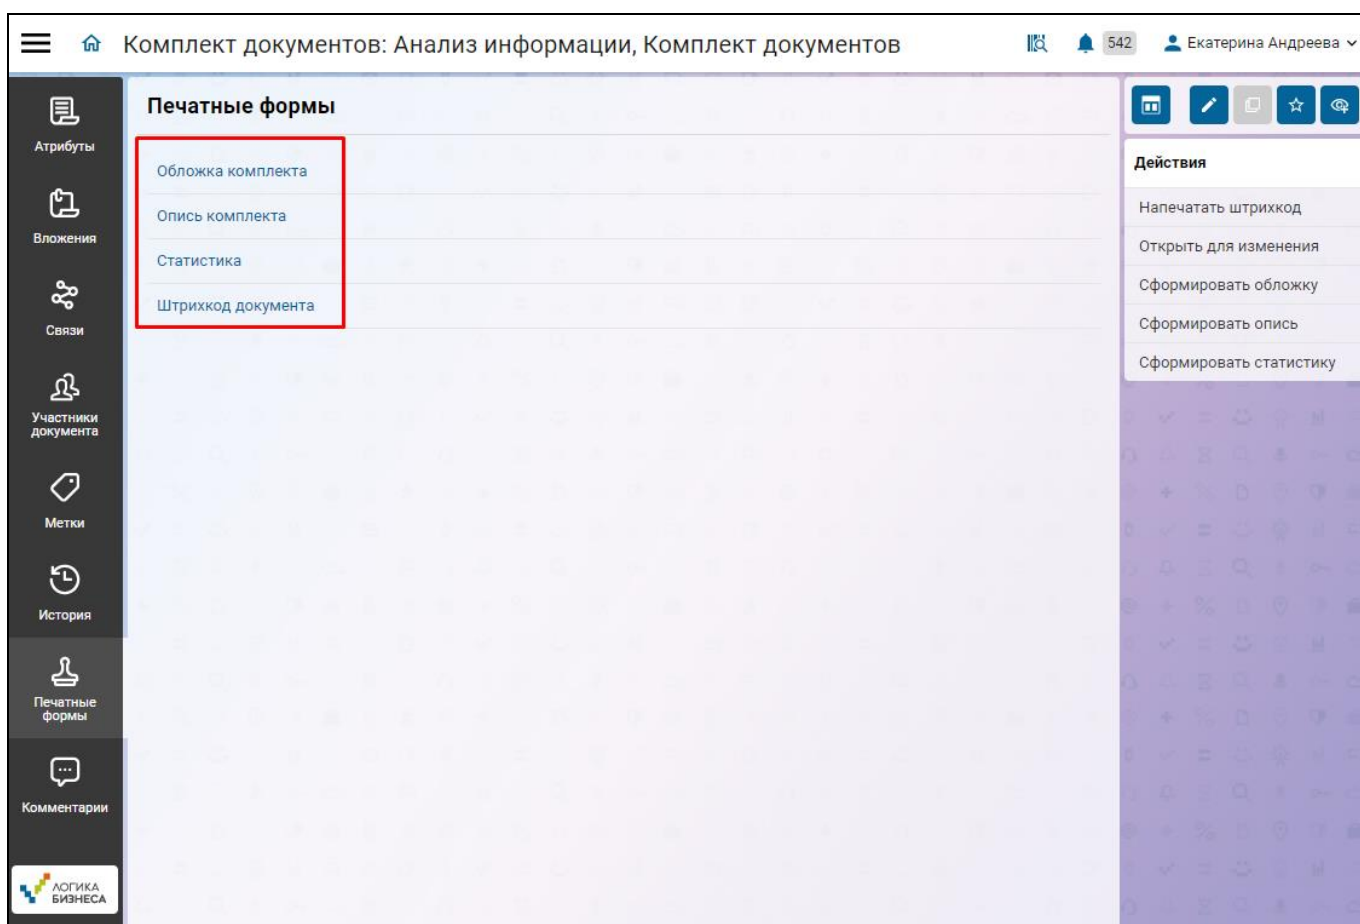 Комплект документов: Анализ информации, Комплект документов
542
Екатерина Андреева
Атрибуты
Вложения
Связи
Участники
документа
Метки
История
Печатные
формы
Комментарии
ЛОГИКА
БИЗНЕСА
Печатные формы
Обложка комплекта
Опись комплекта
Статистика
Штрихкод документа
Действия
Напечатать штрихкод
Открыть для изменения
Сформировать обложку
Сформировать опись
Сформировать статистику